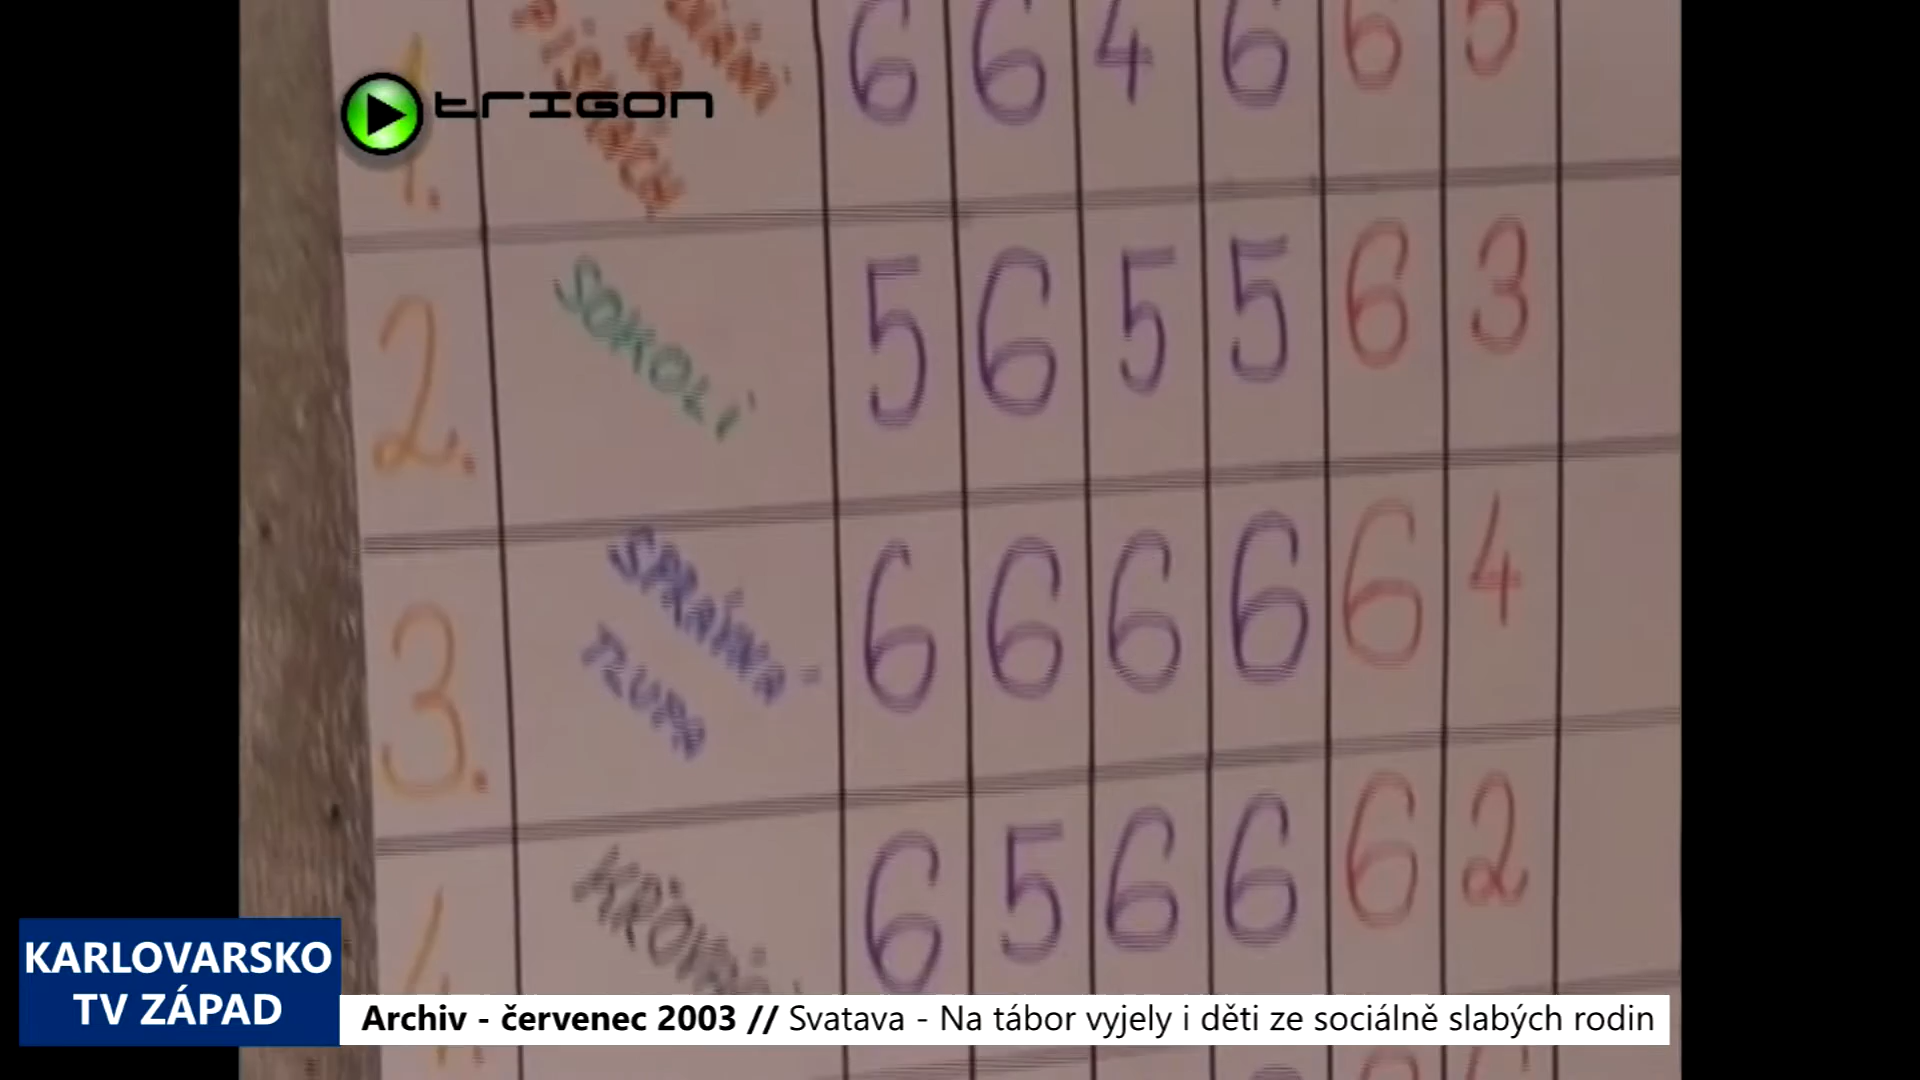 trIGon
6 6 4 6 6 5
2. SOKOLI 5 6 5 5 6 3
3. SPRÁVNÁ TLUPA 6 6 6 6 6 4
4. 6 5 6 6 6 2
KARLOVARSKO
TV ZÁPAD
Archiv - červenec 2003 // Svatava - Na tábor vyjely i děti ze sociálně slabých rodin